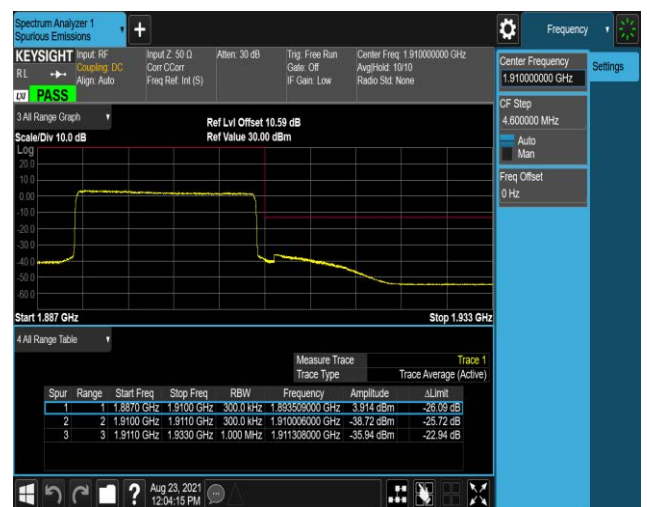 Spectrum Analyzer 1
Spurious Emissions
+
Frequency
KEYSIGHT Input: RF Input Z: 50 Ω Atten: 30 dB Trig: Free Run Center Freq: 1.910000000 GHz
RL Coupling: DC Corr CCorr Gate: Off Avg|Hold: 10/10
Align: Auto Freq Ref: Int (S) IF Gain: Low Radio Std: None
LXI PASS
Center Frequency
1.910000000 GHz
Settings
CF Step
4.600000 MHz
Auto
Man
Freq Offset
0 Hz
3 All Range Graph
Ref Lvl Offset 10.59 dB
Scale/Div 10.0 dB Ref Value 30.00 dBm
Log
20.0
10.0
0.00
-10.0
-20.0
-30.0
-40.0
-50.0
-60.0
Start 1.887 GHz Stop 1.933 GHz
4 All Range Table
Measure Trace Trace 1
Trace Type Trace Average (Active)
Spur Range Start Freq Stop Freq RBW Frequency Amplitude ΔLimit
1 1 1.8870 GHz 1.9100 GHz 300.0 kHz 1.893509000 GHz 3.914 dBm -26.09 dB
2 2 1.9100 GHz 1.9110 GHz 300.0 kHz 1.910006000 GHz -38.72 dBm -25.72 dB
3 3 1.9110 GHz 1.9330 GHz 1.000 MHz 1.911308000 GHz -35.94 dBm -22.94 dB
?
Aug 23, 2021
12:04:15 PM